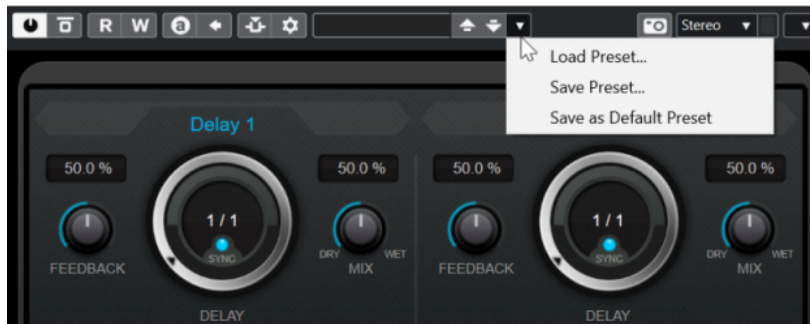 R W a Stereo
Load Preset...
Save Preset...
Save as Default Preset
Delay 1
50.0 % 50.0 % 50.0 % 50.0 %
1 / 1 1 / 1
SYNC SYNC
DRY WET DRY WET
FEEDBACK MIX FEEDBACK MIX
DELAY DELAY